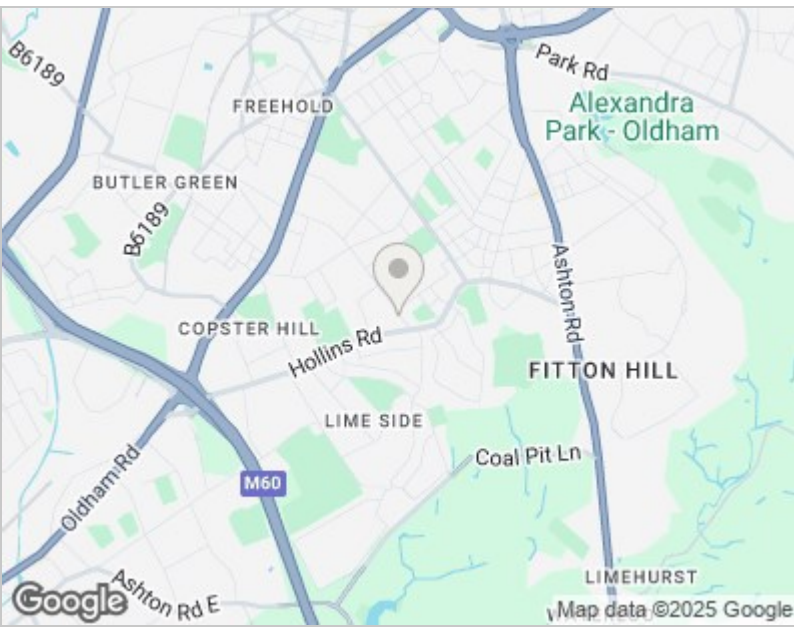 B6189
Park Rd
FREEHOLD
Alexandra
Park - Oldham
BUTLER GREEN
B6189
Ashton Rd
COPSTER HILL
Hollins Rd
FITTON HILL
LIME SIDE
Coal Pit Ln
M60
Oldham Rd
LIMEHURST
Ashton Rd E
Google
Map data ©2025 Google